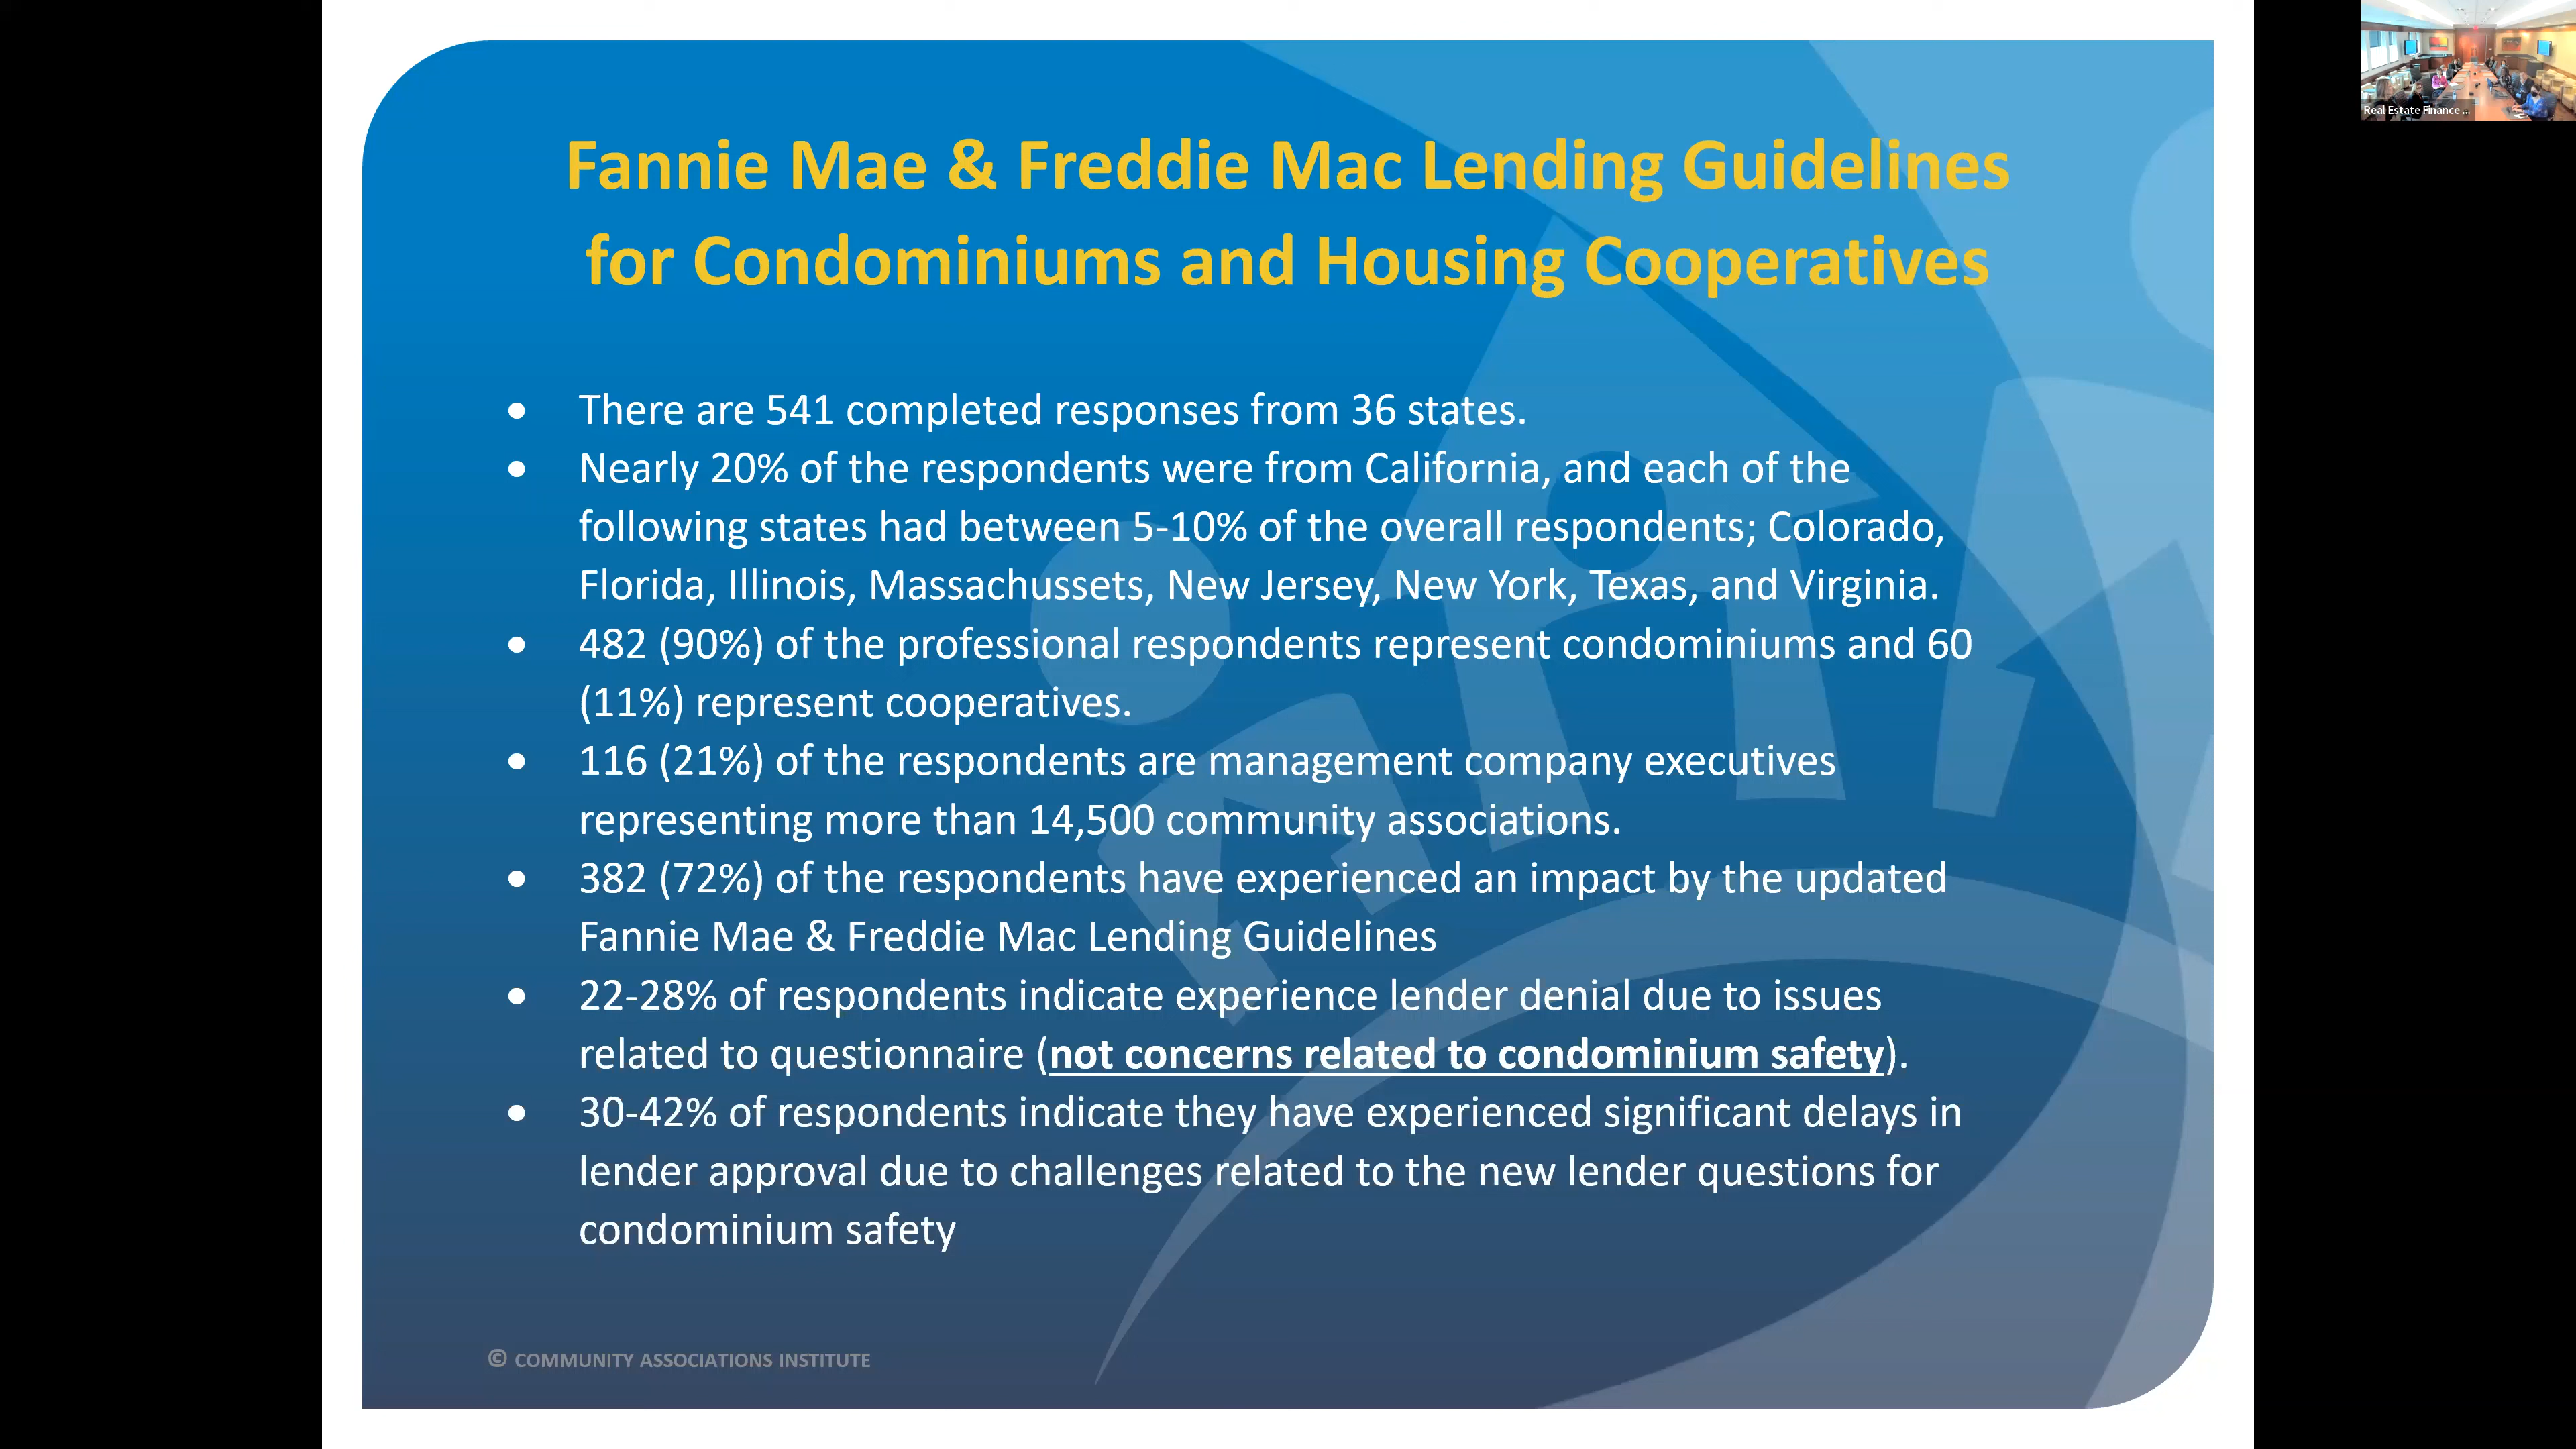 Fannie Mae & Freddie Mac Lending Guidelines
for Condominiums and Housing Cooperatives
• There are 541 completed responses from 36 states.
• Nearly 20% of the respondents were from California, and each of the
following states had between 5-10% of the overall respondents; Colorado,
Florida, Illinois, Massachussets, New Jersey, New York, Texas, and Virginia.
• 482 (90%) of the professional respondents represent condominiums and 60
(11%) represent cooperatives.
• 116 (21%) of the respondents are management company executives
representing more than 14,500 community associations.
• 382 (72%) of the respondents have experienced an impact by the updated
Fannie Mae & Freddie Mac Lending Guidelines
• 22-28% of respondents indicate experience lender denial due to issues
related to questionnaire (not concerns related to condominium safety).
• 30-42% of respondents indicate they have experienced significant delays in
lender approval due to challenges related to the new lender questions for
condominium safety
© COMMUNITY ASSOCIATIONS INSTITUTE
Real Estate Finance ...